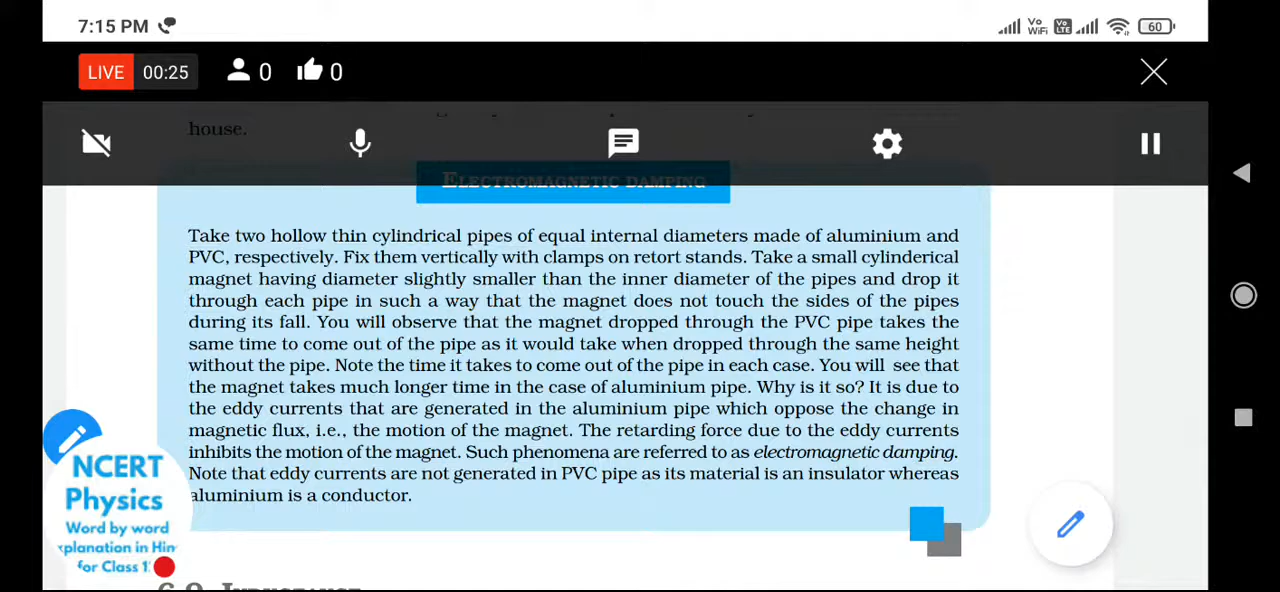 7:15 PM
Vo WiFi Vo LTE 60
LIVE 00:25 0 0
house.
ELECTROMAGNETIC DAMPING
Take two hollow thin cylindrical pipes of equal internal diameters made of aluminium and
PVC, respectively. Fix them vertically with clamps on retort stands. Take a small cylinderical
magnet having diameter slightly smaller than the inner diameter of the pipes and drop it
through each pipe in such a way that the magnet does not touch the sides of the pipes
during its fall. You will observe that the magnet dropped through the PVC pipe takes the
same time to come out of the pipe as it would take when dropped through the same height
without the pipe. Note the time it takes to come out of the pipe in each case. You will see that
the magnet takes much longer time in the case of aluminium pipe. Why is it so? It is due to
the eddy currents that are generated in the aluminium pipe which oppose the change in
magnetic flux, i.e., the motion of the magnet. The retarding force due to the eddy currents
inhibits the motion of the magnet. Such phenomena are referred to as electromagnetic damping.
Note that eddy currents are not generated in PVC pipe as its material is an insulator whereas
aluminium is a conductor.
NCERT
Physics
Word by word
xplanation in Hin
for Class 1
6.9 INDUCTANCE